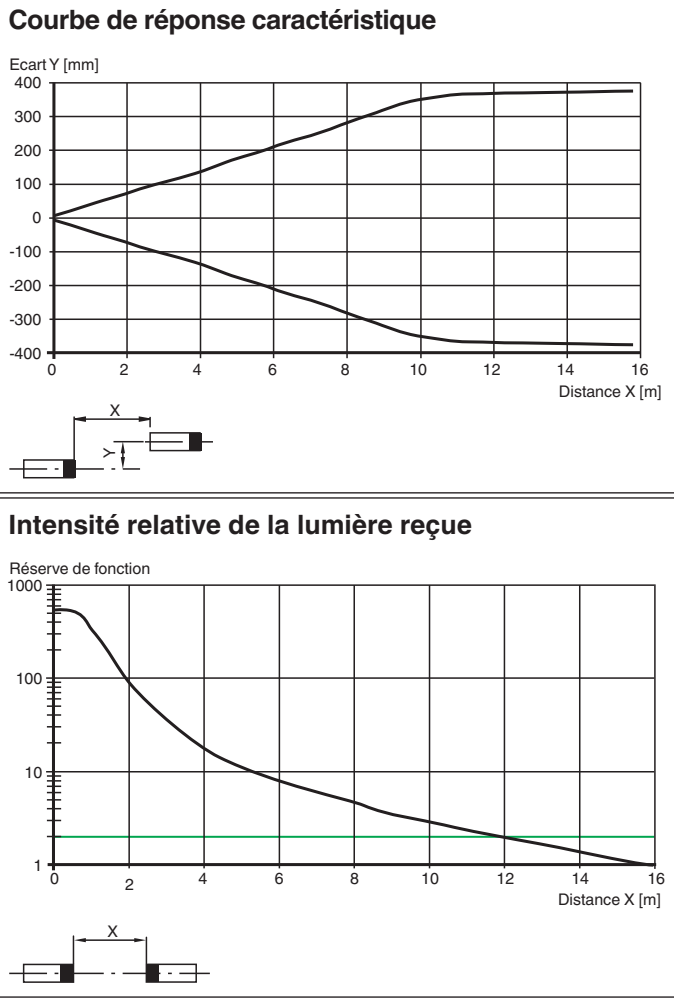 Courbe de réponse caractéristique
Ecart Y [mm]
400
300
200
100
0
-100
-200
-300
-400
0 2 4 6 8 10 12 14 16
Distance X [m]
X
Y
Intensité relative de la lumière reçue
Réserve de fonction
1000
100
10
1
0 2 4 6 8 10 12 14 16
Distance X [m]
X